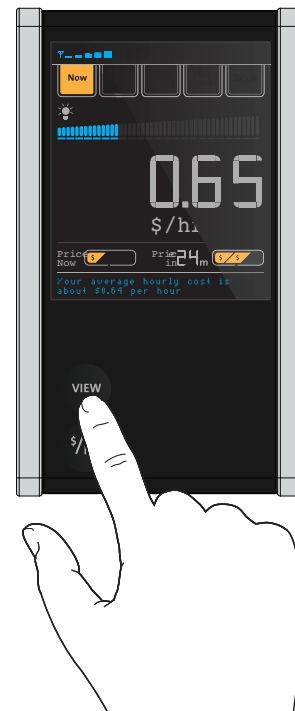 Now
0.65
$/h
Price Now $
Price in 24m $ $
Your average hourly cost is
about $0.64 per hour
VIEW
$/